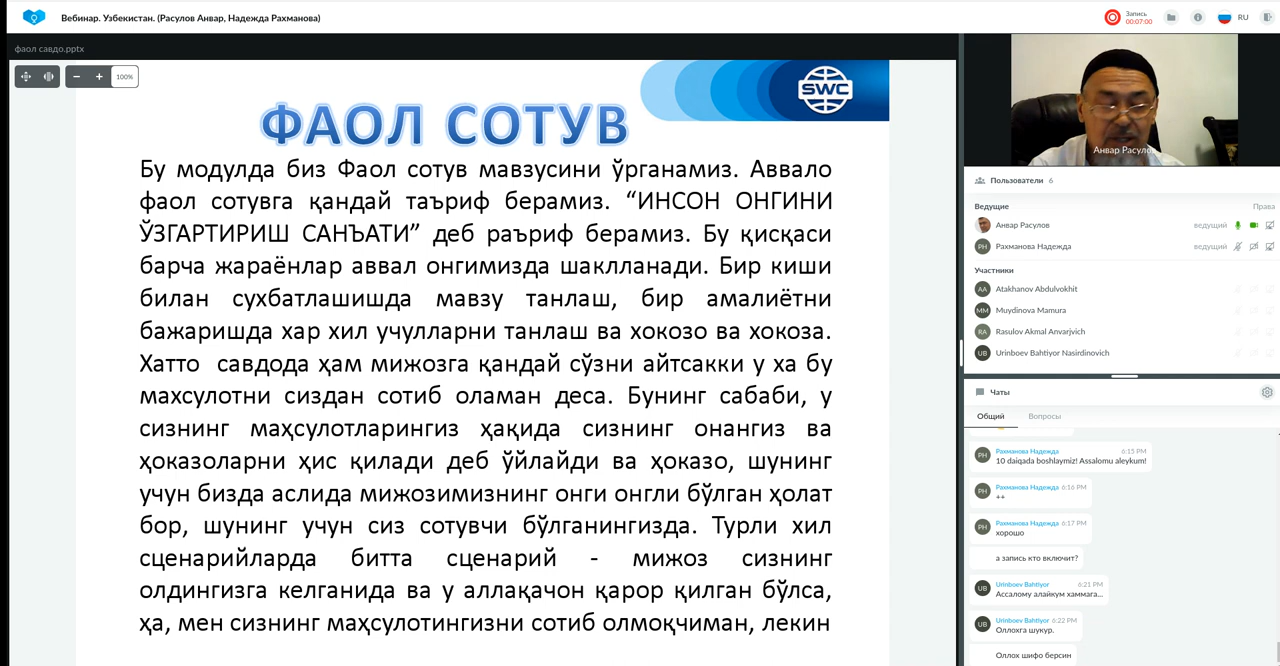 Вебинар. Узбекистан. (Расулов Анвар, Надежда Рахманова)
Запись
00:07:00
RU
фаол савдо.pptx
100%
SWC
ФАОЛ СОТУВ
Бу модулда биз Фаол сотув мавзусини ўрганамиз. Аввало
фаол сотувга қандай таъриф берамиз. “ИНСОН ОНГИНИ
ЎЗГАРТИРИШ САНЪАТИ” деб раъриф берамиз. Бу қисқаси
барча жараёнлар аввал онгимизда шаклланади. Бир киши
билан сухбатлашишда мавзу танлаш, бир амалиётни
бажаришда хар хил учулларни танлаш ва хокозо ва хокоза.
Хатто савдода ҳам мижозга қандай сўзни айтсакки у ха бу
махсулотни сиздан сотиб оламан деса. Бунинг сабаби, у
сизнинг маҳсулотларингиз ҳақида сизнинг онангиз ва
ҳоказоларни ҳис қилади деб ўйлайди ва ҳоказо, шунинг
учун бизда аслида мижозимизнинг онги онгли бўлган ҳолат
бор, шунинг учун сиз сотувчи бўлганингизда. Турли хил
сценарийларда битта сценарий - мижоз сизнинг
олдингизга келганида ва у аллақачон қарор қилган бўлса,
ҳа, мен сизнинг маҳсулотингизни сотиб олмоқчиман, лекин
Анвар Расулов
Пользователи 6
Ведущие Права
Анвар Расулов ведущий
РН Рахманова Надежда ведущий
Участники
AA Atakhanov Abdulvokhit
MM Muydinova Mamura
RA Rasulov Akmal Anvarjvich
UB Urinboev Bahtiyor Nasirdinovich
Чаты
Общий Вопросы
РН Рахманова Надежда 6:15 PM
10 daiqada boshlaymiz! Assalomu aleykum!
РН Рахманова Надежда 6:16 PM
++
РН Рахманова Надежда 6:17 PM
хорошо
а запись кто включит?
UB Urinboev Bahtiyor 6:21 PM
Ассалому алайкум хаммага...
UB Urinboev Bahtiyor 6:22 PM
Оллохга шукур.
Оллох шифо берсин